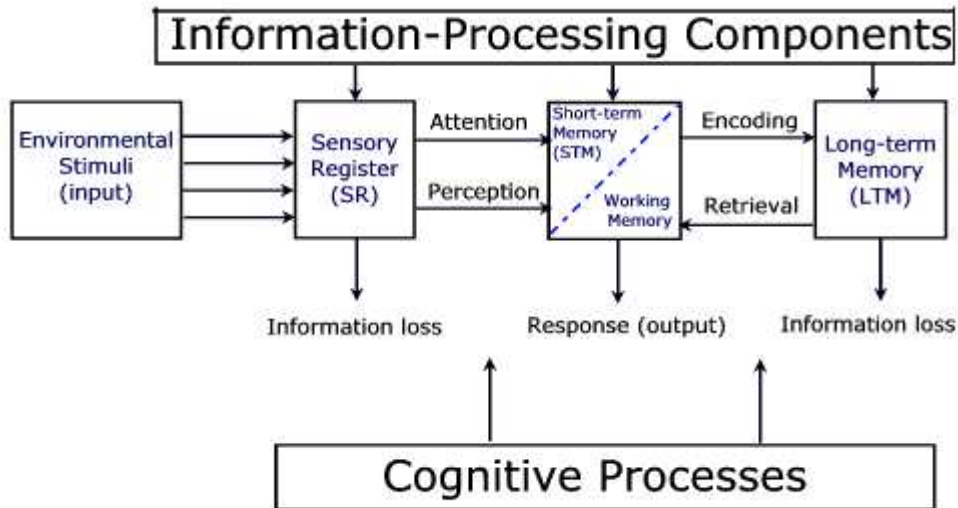 Information-Processing Components
Environmental
Stimuli
(input)
Sensory
Register
(SR)
Attention
Perception
Short-term
Memory
(STM)
Working
Memory
Encoding
Retrieval
Long-term
Memory
(LTM)
Information loss
Response (output)
Information loss
Cognitive Processes